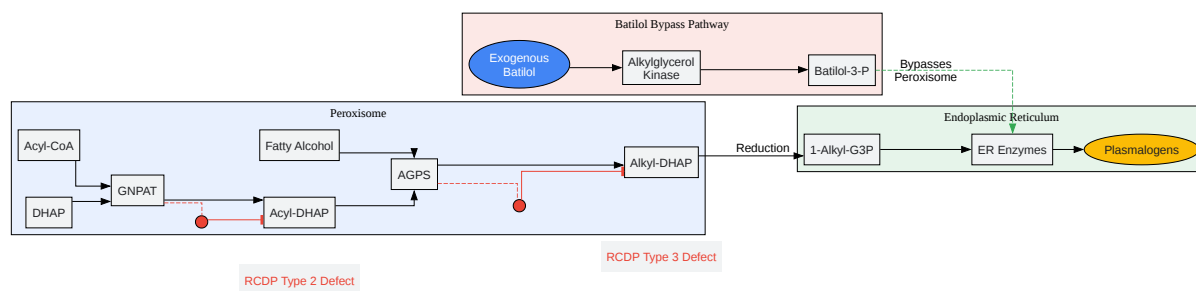 Batilol Bypass Pathway
Exogenous
Batilol
Alkylglycerol
Kinase
Batilol-3-P
Bypasses
Peroxisome
Peroxisome
Acyl-CoA
Fatty Alcohol
GNPAT
AGPS
DHAP
Acyl-DHAP
Alkyl-DHAP
Reduction
Endoplasmic Reticulum
1-Alkyl-G3P
ER Enzymes
Plasmalogens
RCDP Type 2 Defect
RCDP Type 3 Defect